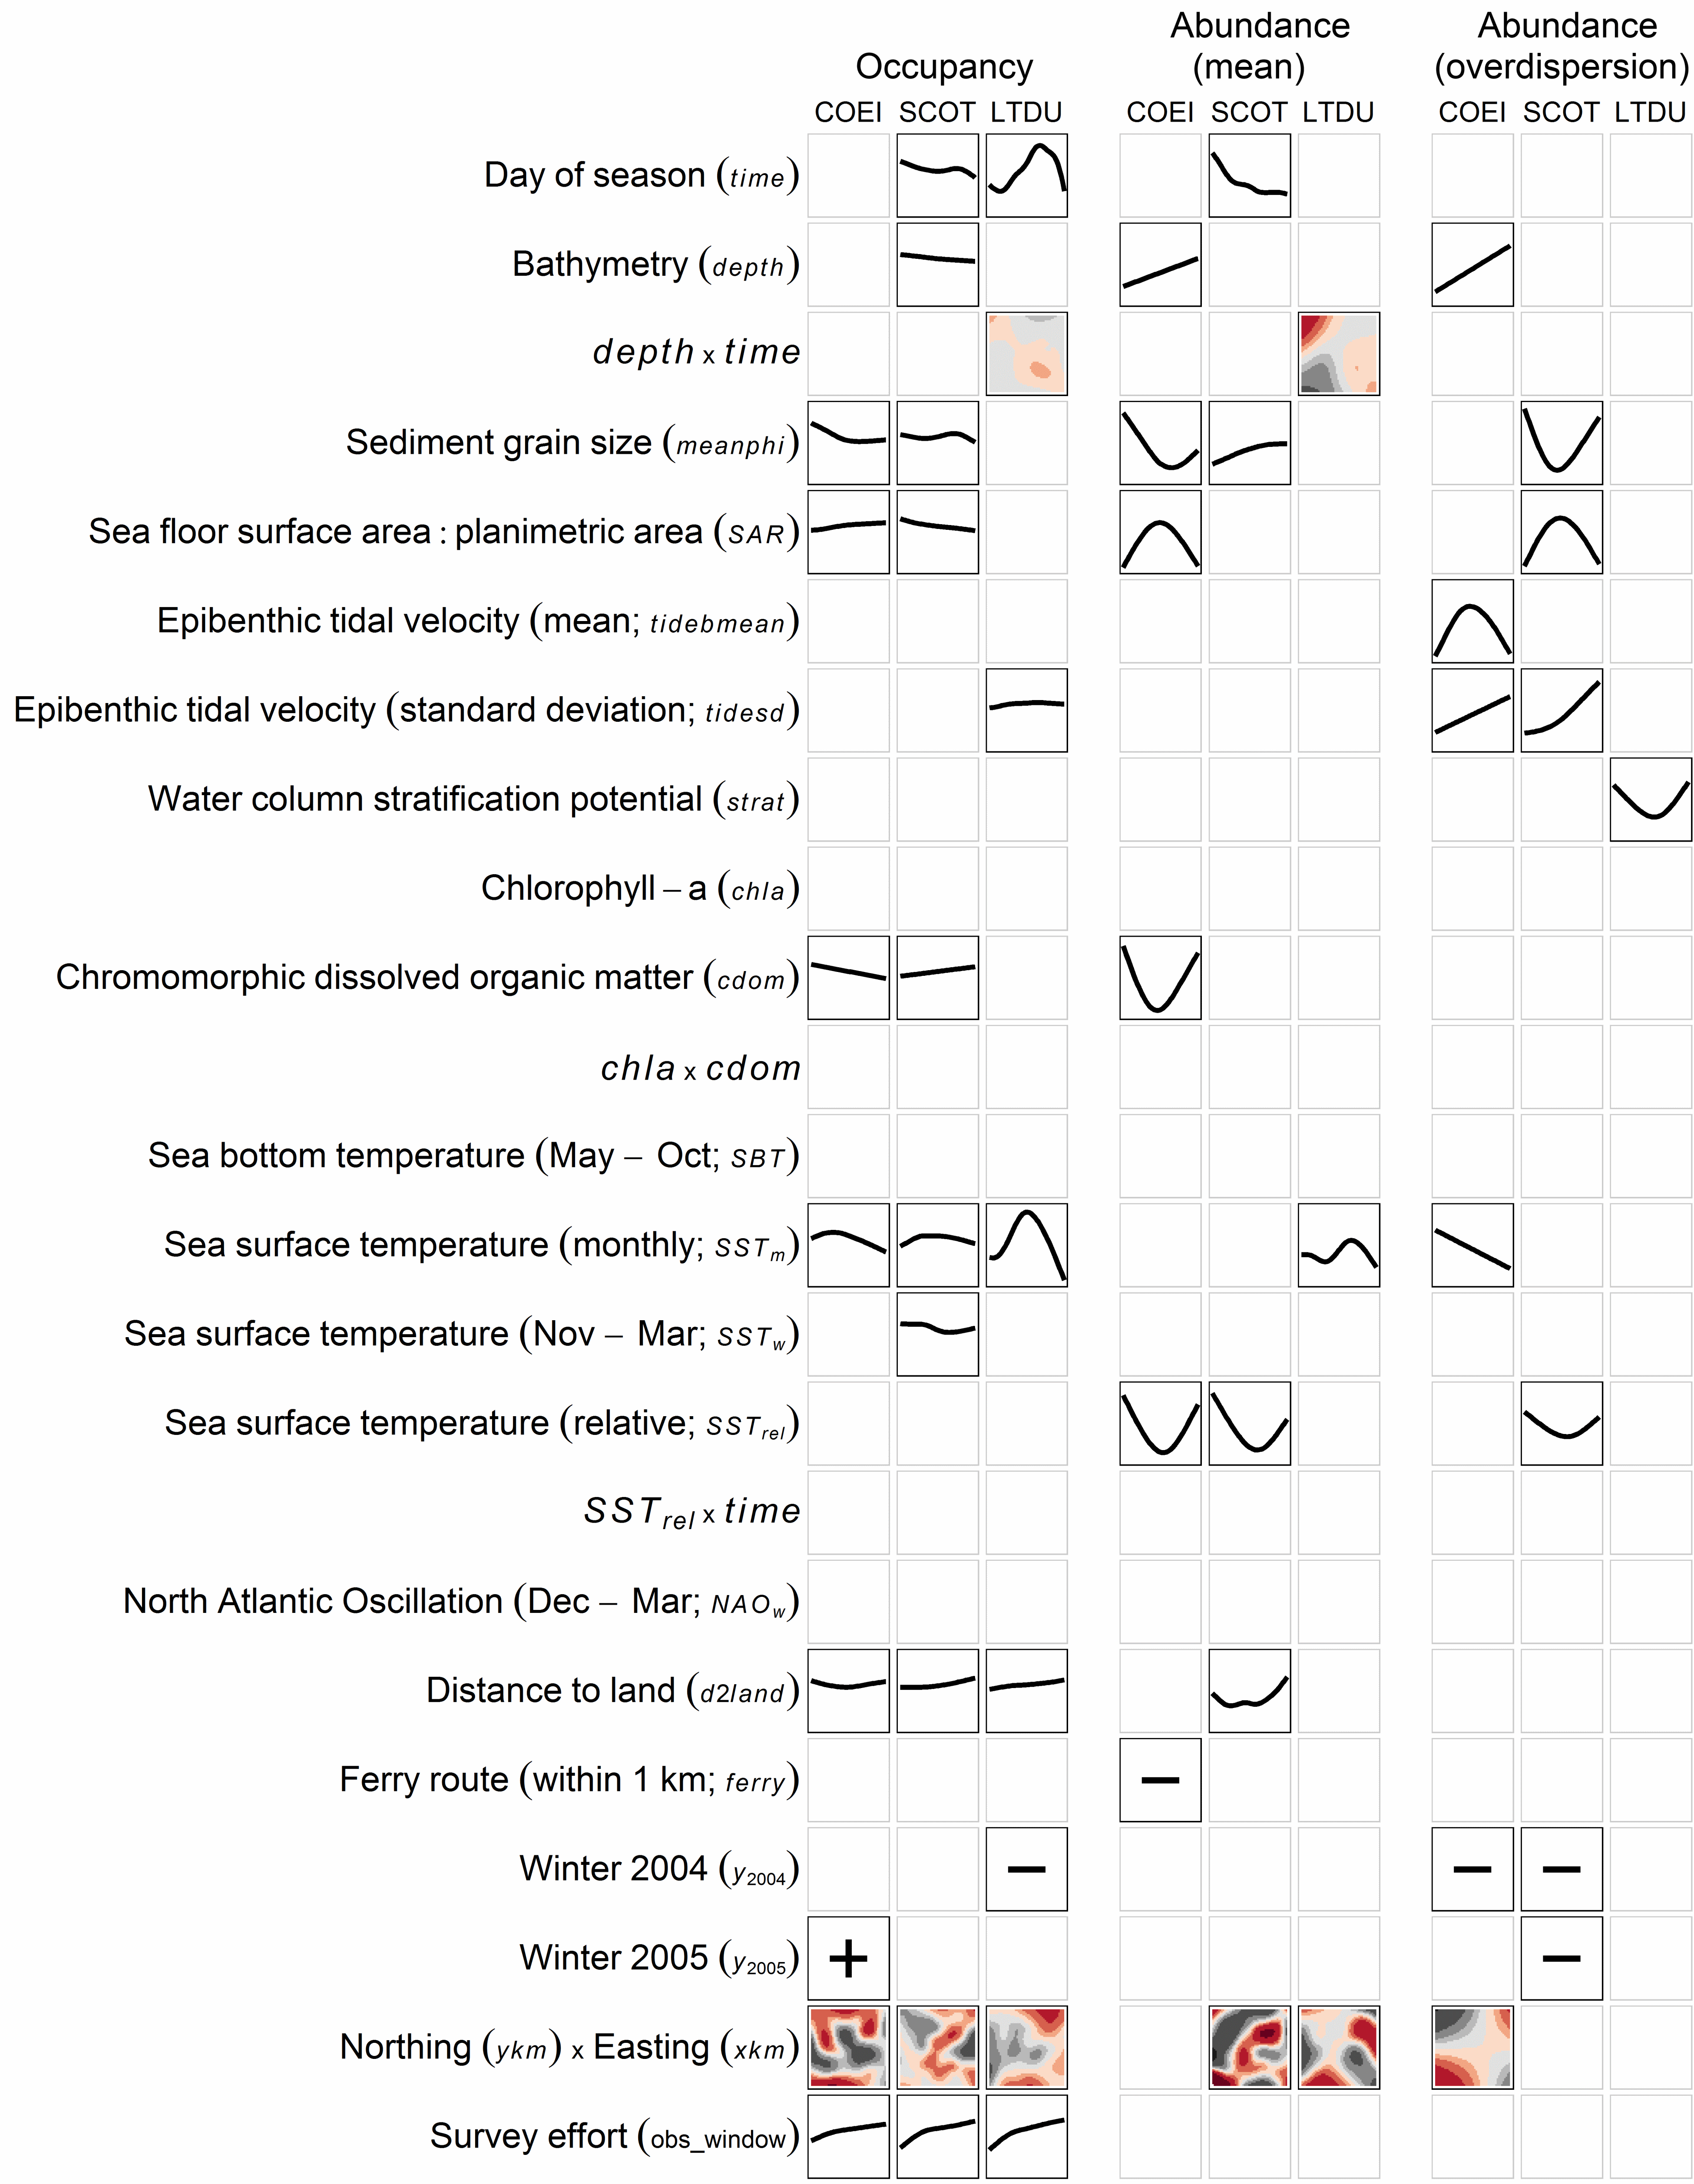 Abundance Abundance
Occupancy (mean) (overdispersion)
COEI SCOT LTDU COEI SCOT LTDU COEI SCOT LTDU
Day of season (time)
Bathymetry (depth)
depth x time
Sediment grain size (meanphi)
Sea floor surface area : planimetric area (SAR)
Epibenthic tidal velocity (mean; tidebmean)
Epibenthic tidal velocity (standard deviation; tidesd)
Water column stratification potential (strat)
Chlorophyll – a (chla)
Chromomorphic dissolved organic matter (cdom)
chla x cdom
Sea bottom temperature (May – Oct; SBT)
Sea surface temperature (monthly; SSTm)
Sea surface temperature (Nov – Mar; SSTw)
Sea surface temperature (relative; SSTrel)
SSTrel x time
North Atlantic Oscillation (Dec – Mar; NAOw)
Distance to land (d2land)
Ferry route (within 1 km; ferry) −
Winter 2004 (y2004) − − −
Winter 2005 (y2005) + −
Northing (ykm) x Easting (xkm)
Survey effort (obs_window)